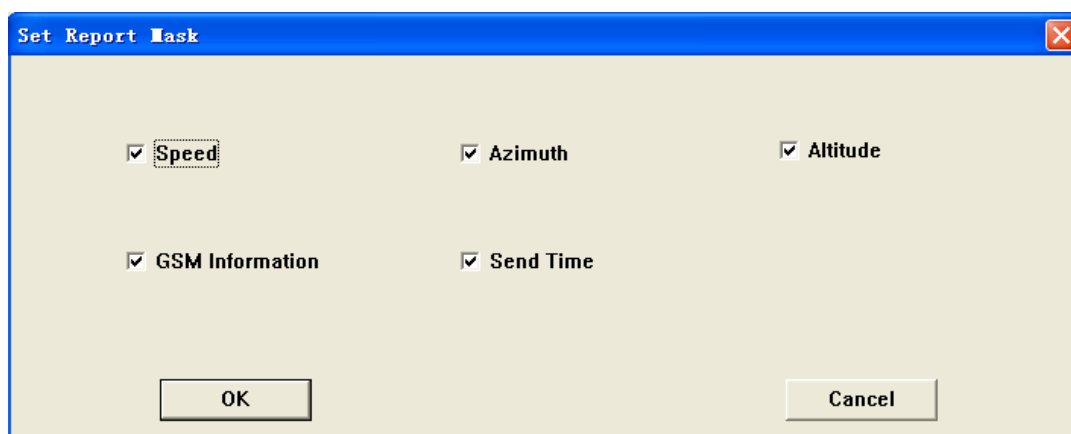 Set Report Mask
Speed Azimuth Altitude
GSM Information Send Time
OK Cancel